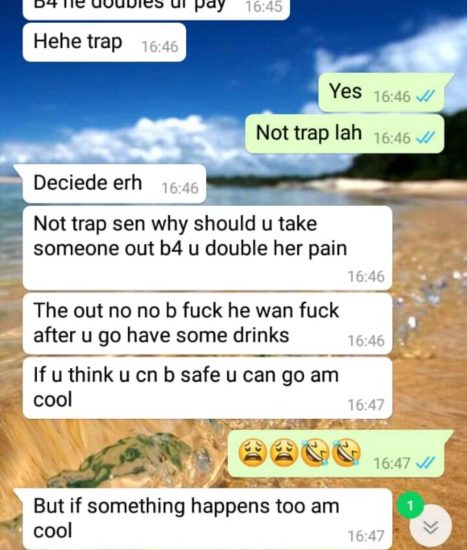 B4 he doubles ur pay 16:45
Hehe trap 16:46
Yes 16:46
Not trap lah 16:46
Deciede erh 16:46
Not trap sen why should u take
someone out b4 u double her pain
16:46
The out no no b fuck he wan fuck
after u go have some drinks 16:46
If u think u cn b safe u can go am
cool 16:47
😩😩🤣🤣 16:47
1
But if something happens too am
cool 16:47